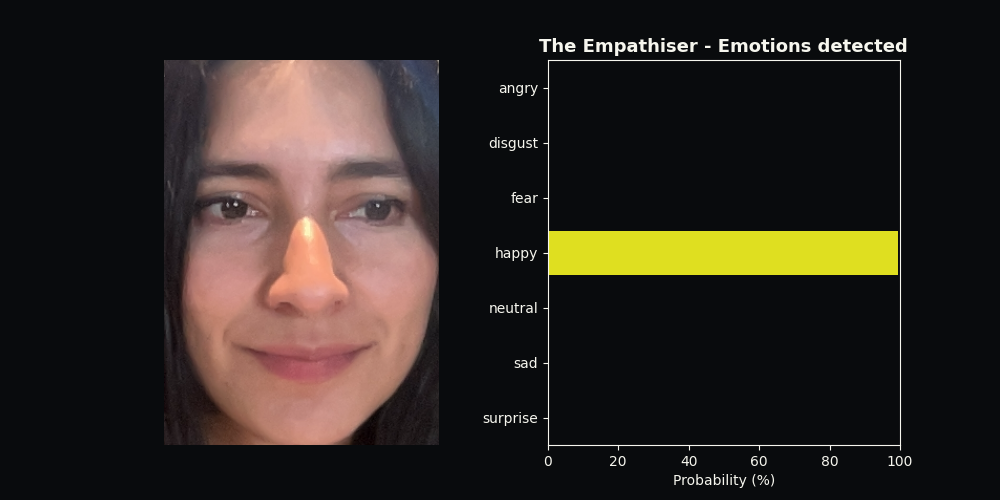 The Empathiser - Emotions detected
angry
disgust
fear
happy
neutral
sad
surprise
0 20 40 60 80 100
Probability (%)